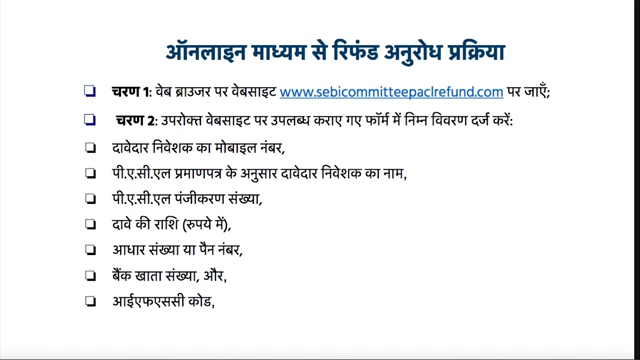 ऑनलाइन माध्यम से रिफंड अनुरोध प्रक्रिया
❑ चरण 1: वेब ब्राउजर पर वेबसाइट www.sebicommitteepaclrefund.com पर जाएँ;
❑ चरण 2: उपरोक्त वेबसाइट पर उपलब्ध कराए गए फॉर्म में निम्न विवरण दर्ज करें:
❑ दावेदार निवेशक का मोबाइल नंबर,
❑ पी.ए.सी.एल प्रमाणपत्र के अनुसार दावेदार निवेशक का नाम,
❑ पी.ए.सी.एल पंजीकरण संख्या,
❑ दावे की राशि (रुपये में),
❑ आधार संख्या या पैन नंबर,
❑ बैंक खाता संख्या, और,
❑ आईएफएससी कोड,